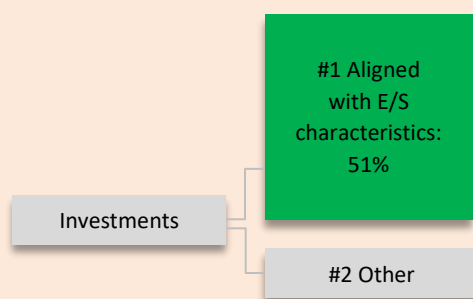 #1 Aligned
with E/S
characteristics:
51%
Investments
#2 Other